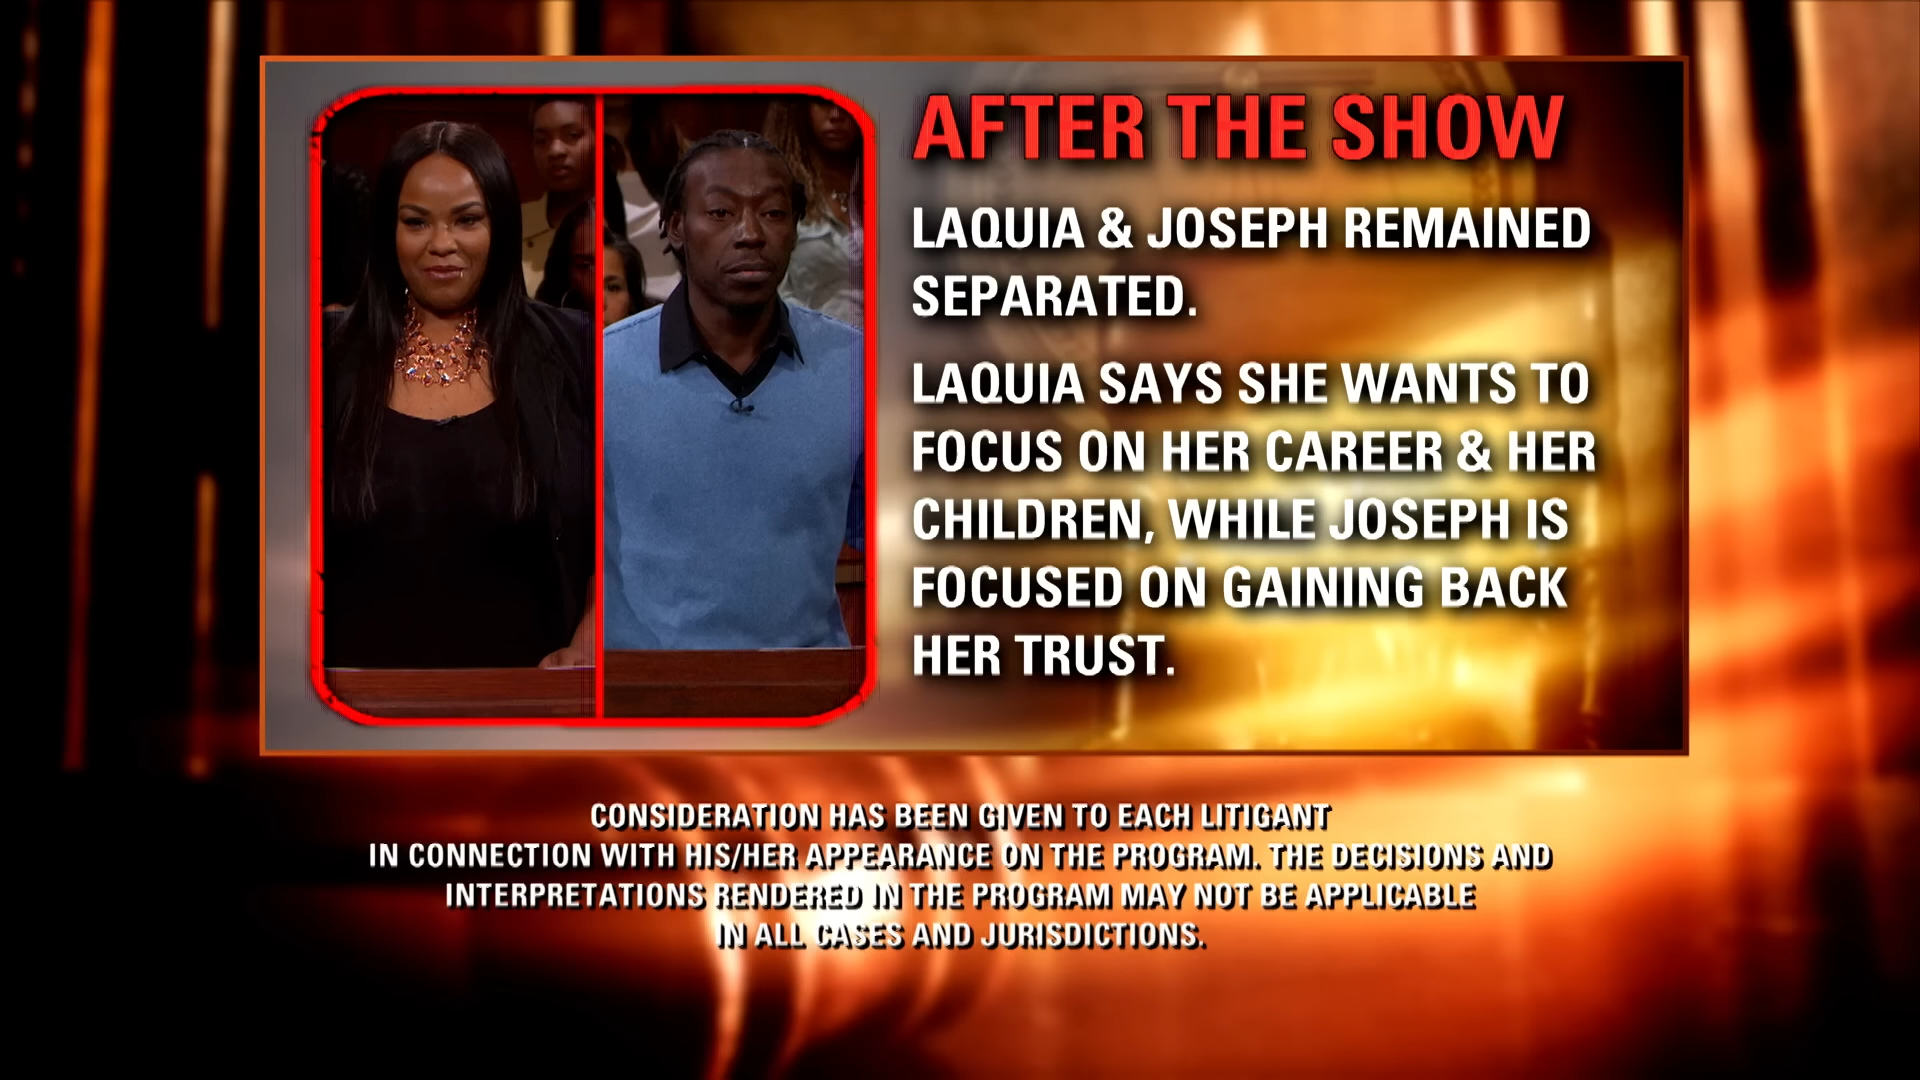 AFTER THE SHOW
LAQUIA & JOSEPH REMAINED
SEPARATED.
LAQUIA SAYS SHE WANTS TO
FOCUS ON HER CAREER & HER
CHILDREN, WHILE JOSEPH IS
FOCUSED ON GAINING BACK
HER TRUST.
CONSIDERATION HAS BEEN GIVEN TO EACH LITIGANT
IN CONNECTION WITH HIS/HER APPEARANCE ON THE PROGRAM. THE DECISIONS AND
INTERPRETATIONS RENDERED IN THE PROGRAM MAY NOT BE APPLICABLE
IN ALL CASES AND JURISDICTIONS.